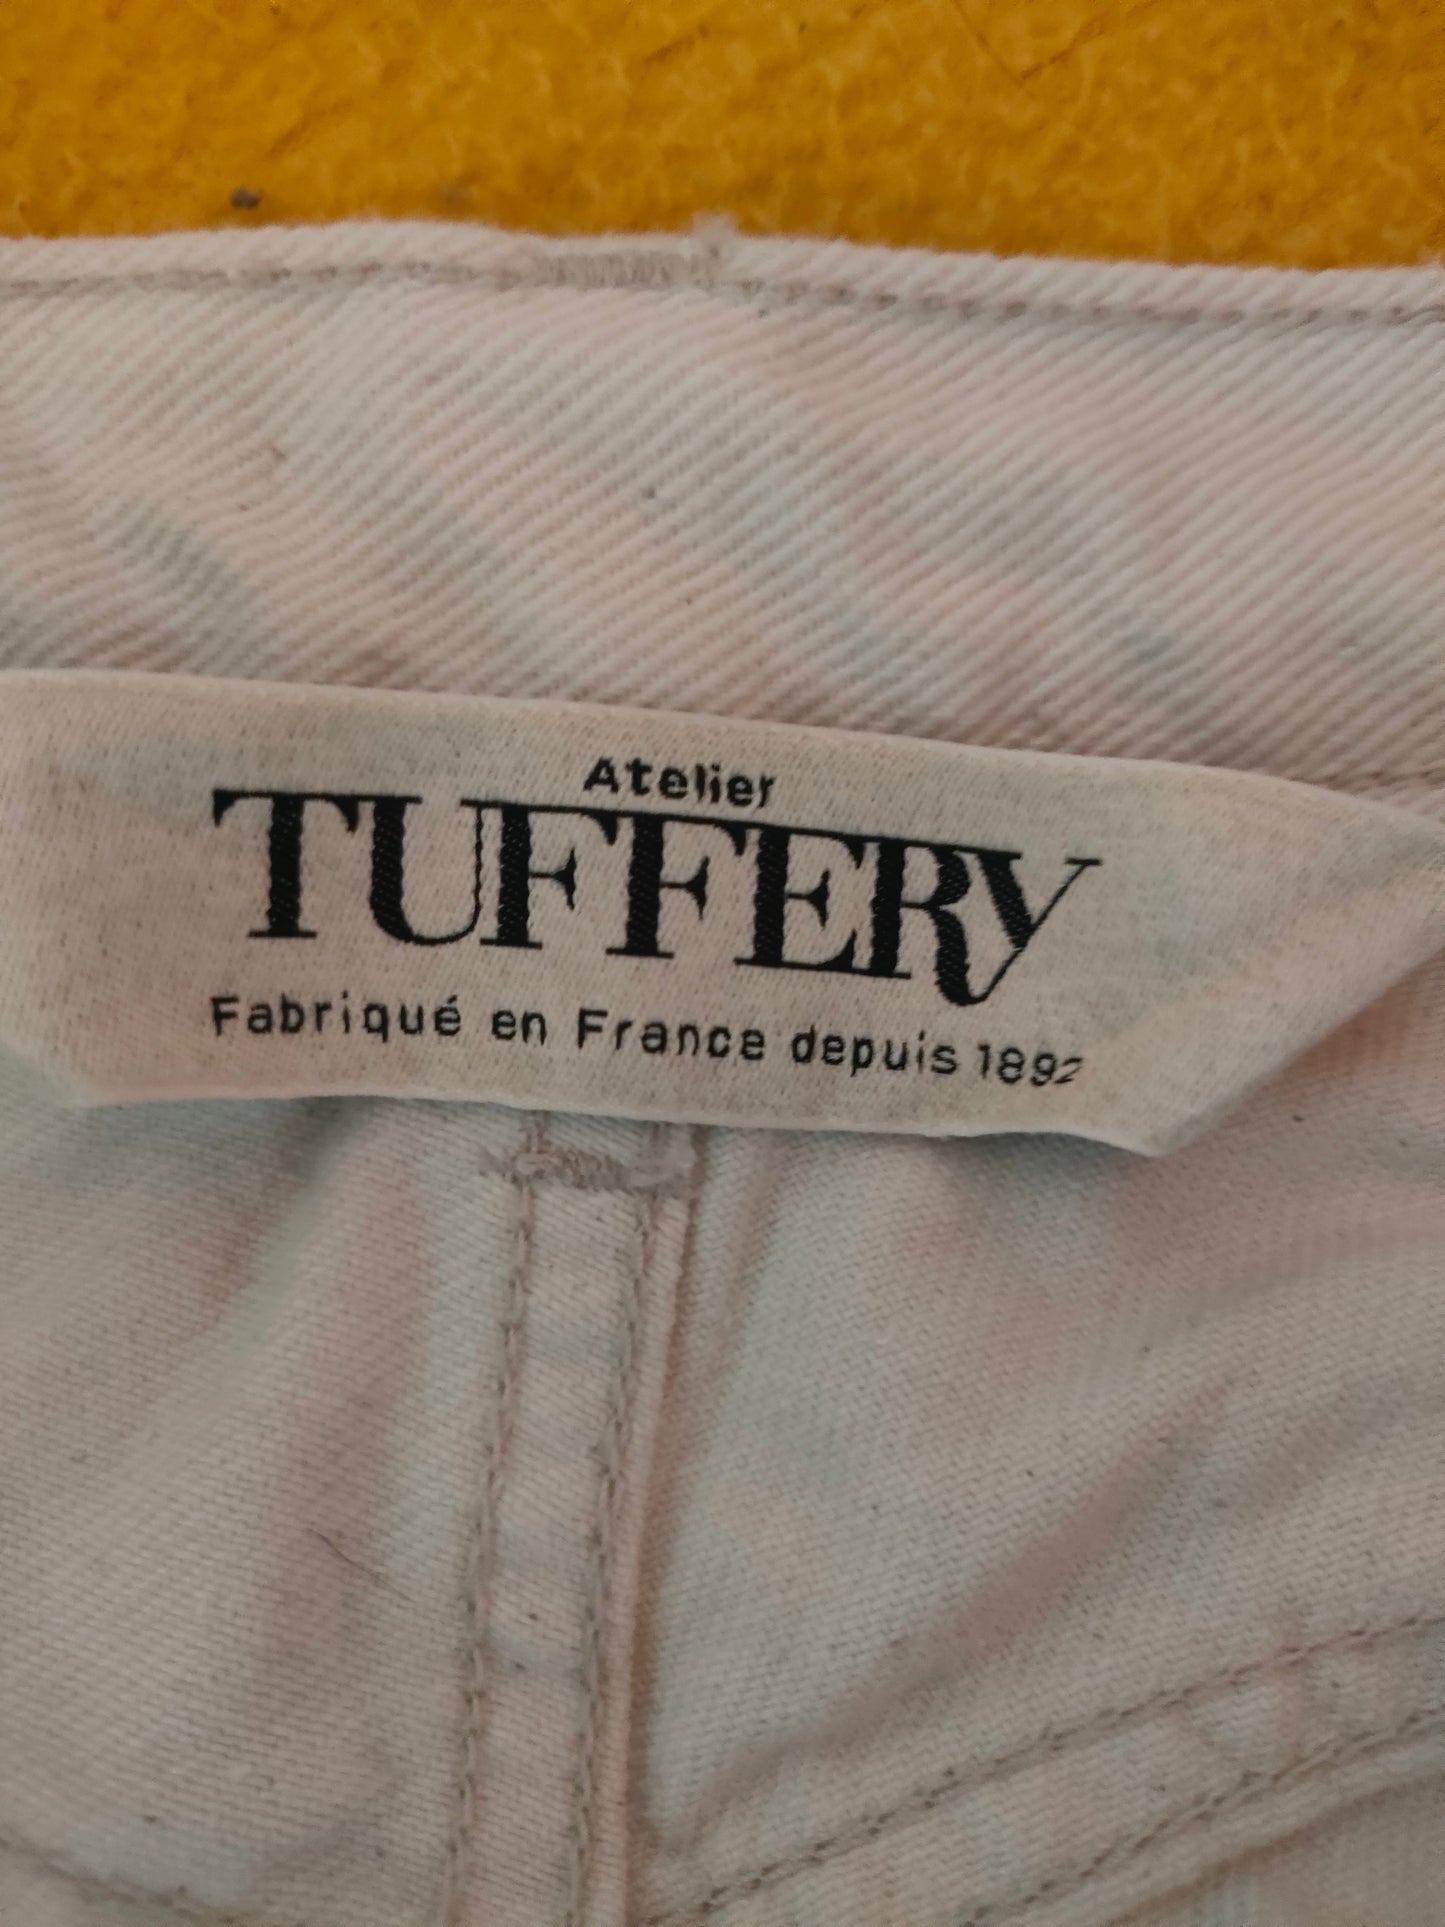 Atelier
TUFFERY
Fabriqué en France depuis 1892